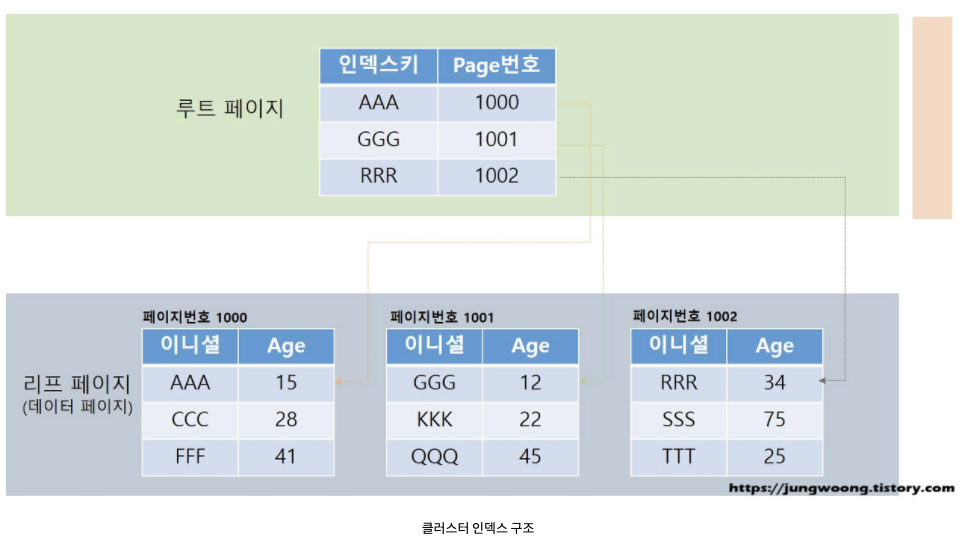 인덱스키 Page번호
루트 페이지
AAA 1000
GGG 1001
RRR 1002
페이지번호 1000
이니셜 Age
AAA 15
CCC 28
FFF 41
페이지번호 1001
이니셜 Age
GGG 12
KKK 22
QQQ 45
페이지번호 1002
이니셜 Age
RRR 34
SSS 75
TTT 25
리프 페이지
(데이터 페이지)
https://jungwoong.tistory.com
클러스터 인덱스 구조